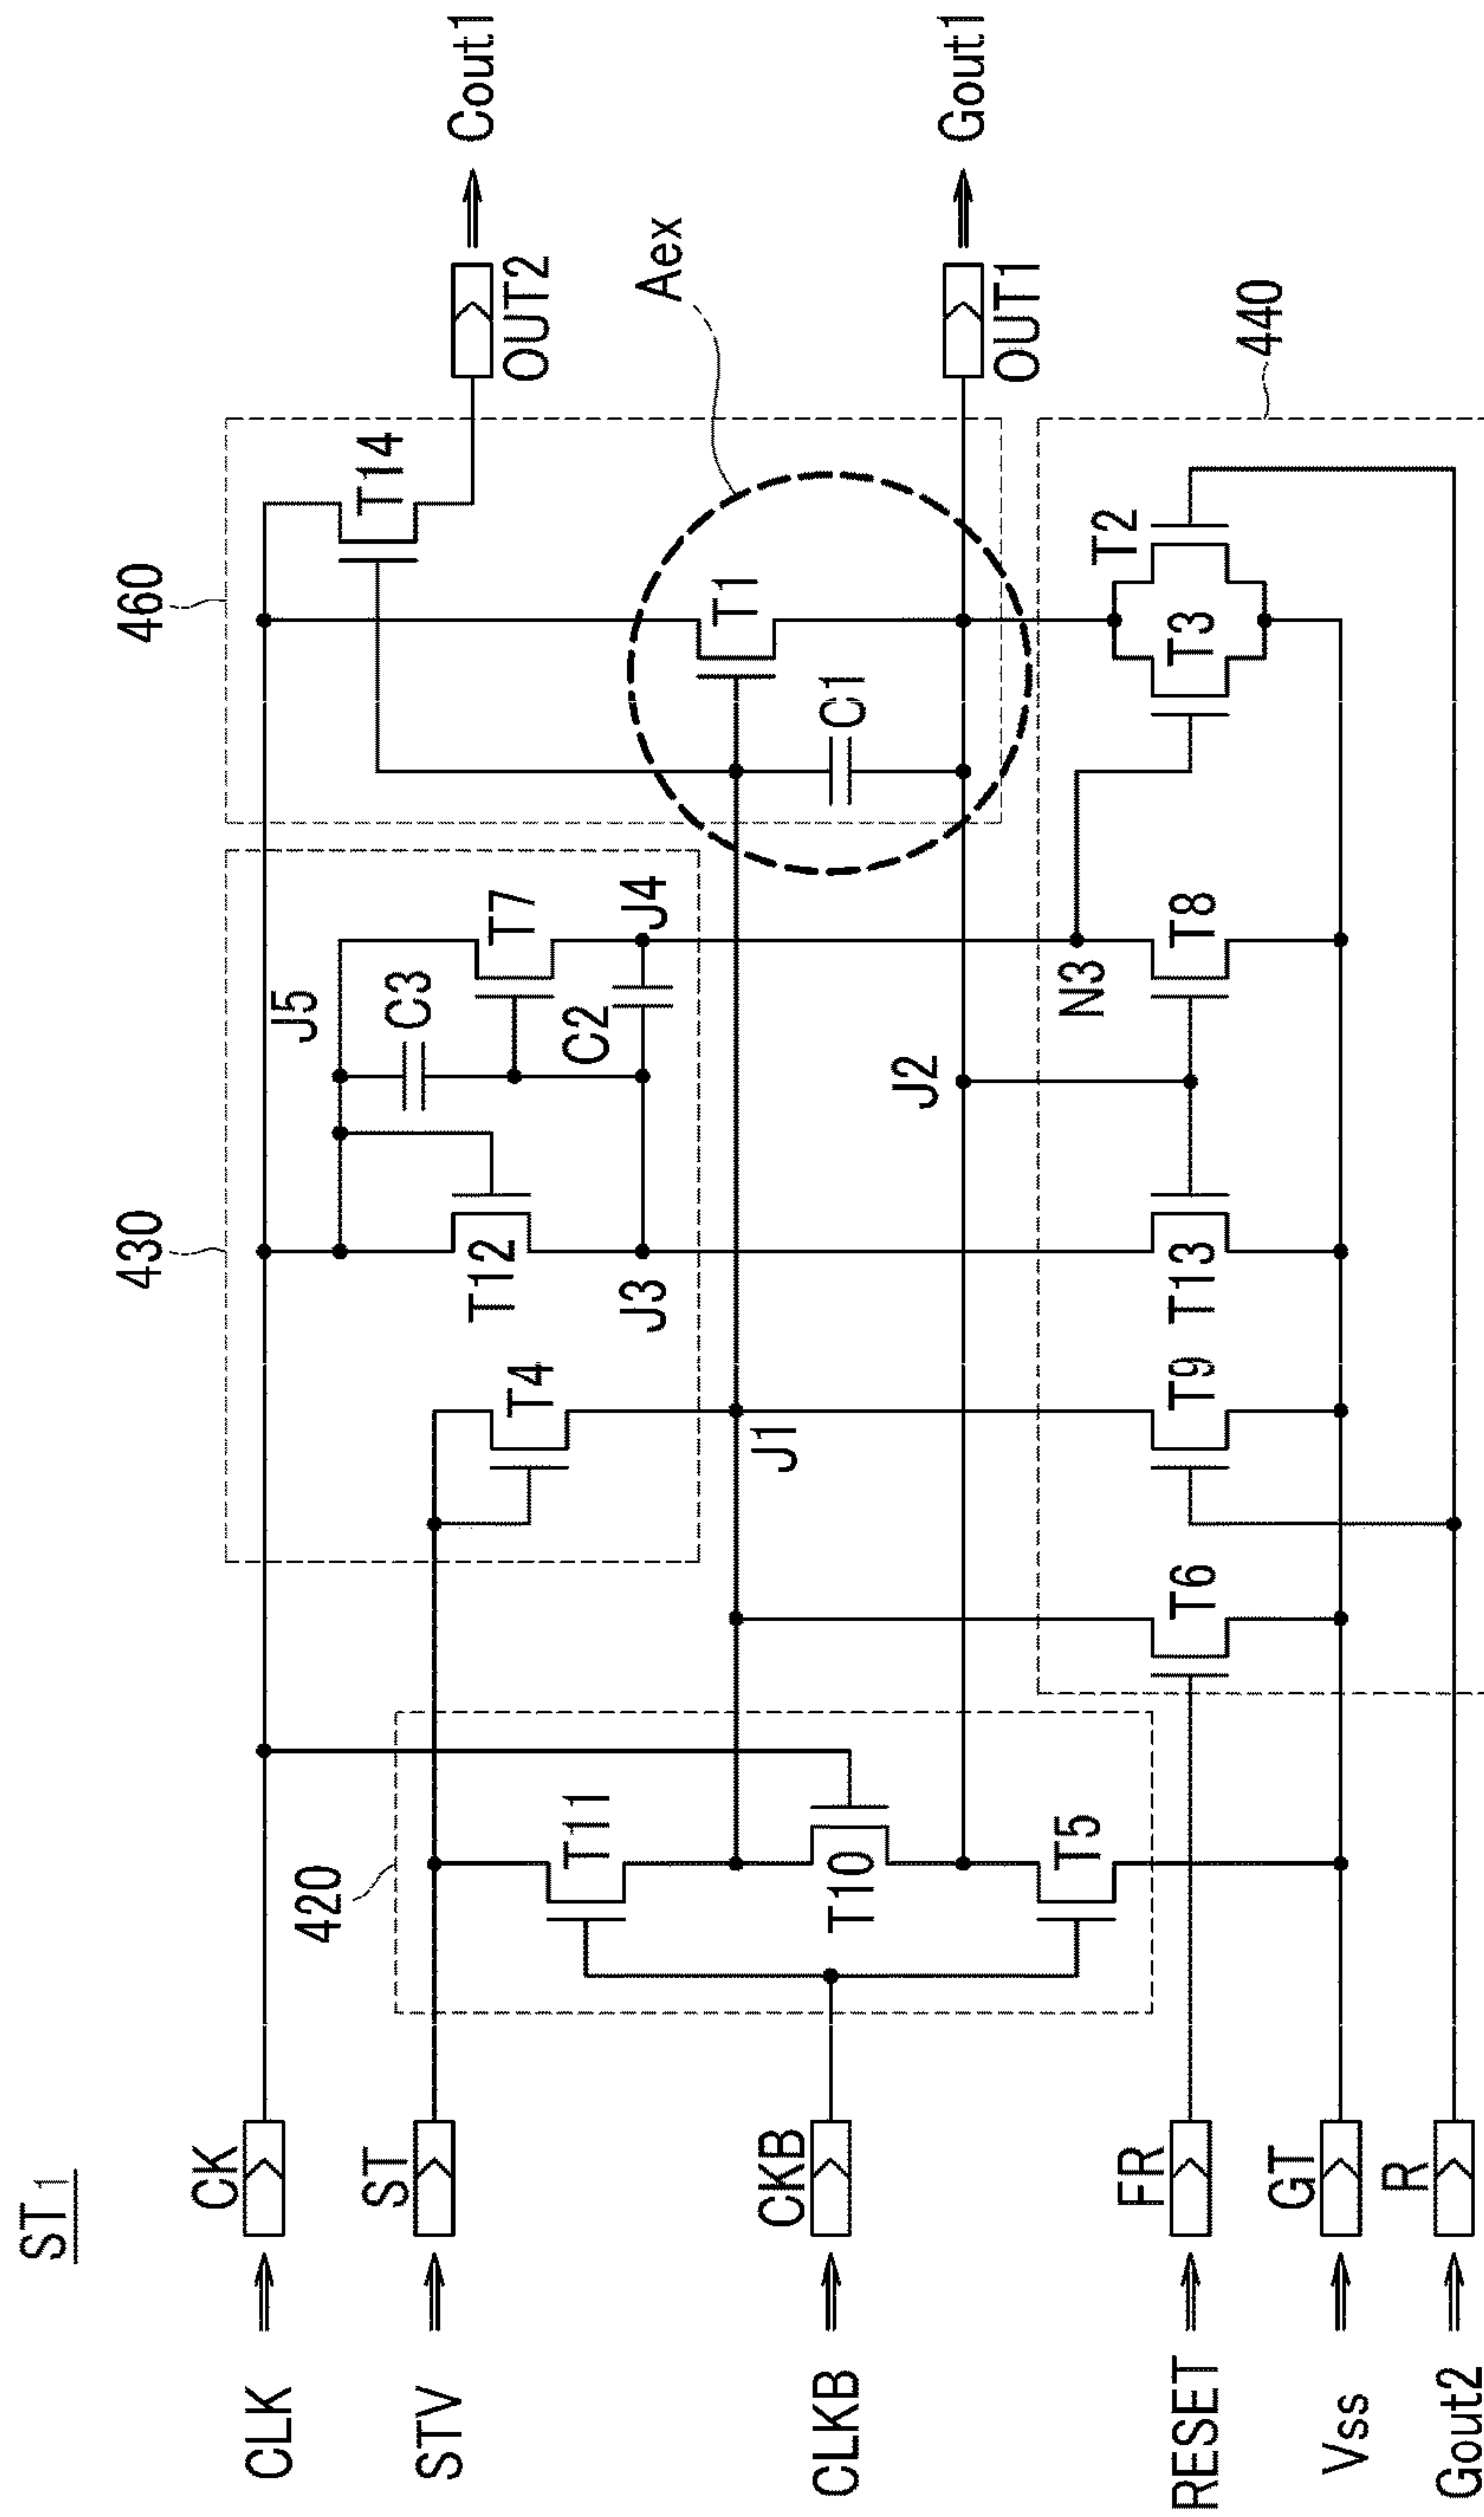 ST1
CLK
CK
STV
ST
CLKB
CKB
RESET
FR
Vss
GT
Gout2
R
420
T11
T10
T5
430
T4
T12
J3
J5
C3
T7
C2
J4
J1
J2
N3
T6
T9
T13
T8
T3
T2
440
460
T14
T1
C1
Aex
OUT2
Cout1
OUT1
Gout1